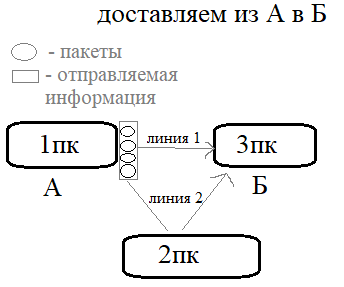 доставляем из А в Б
- пакеты
- отправляемая
информация
1пк
линия 1
3пк
А
линия 2
Б
2пк